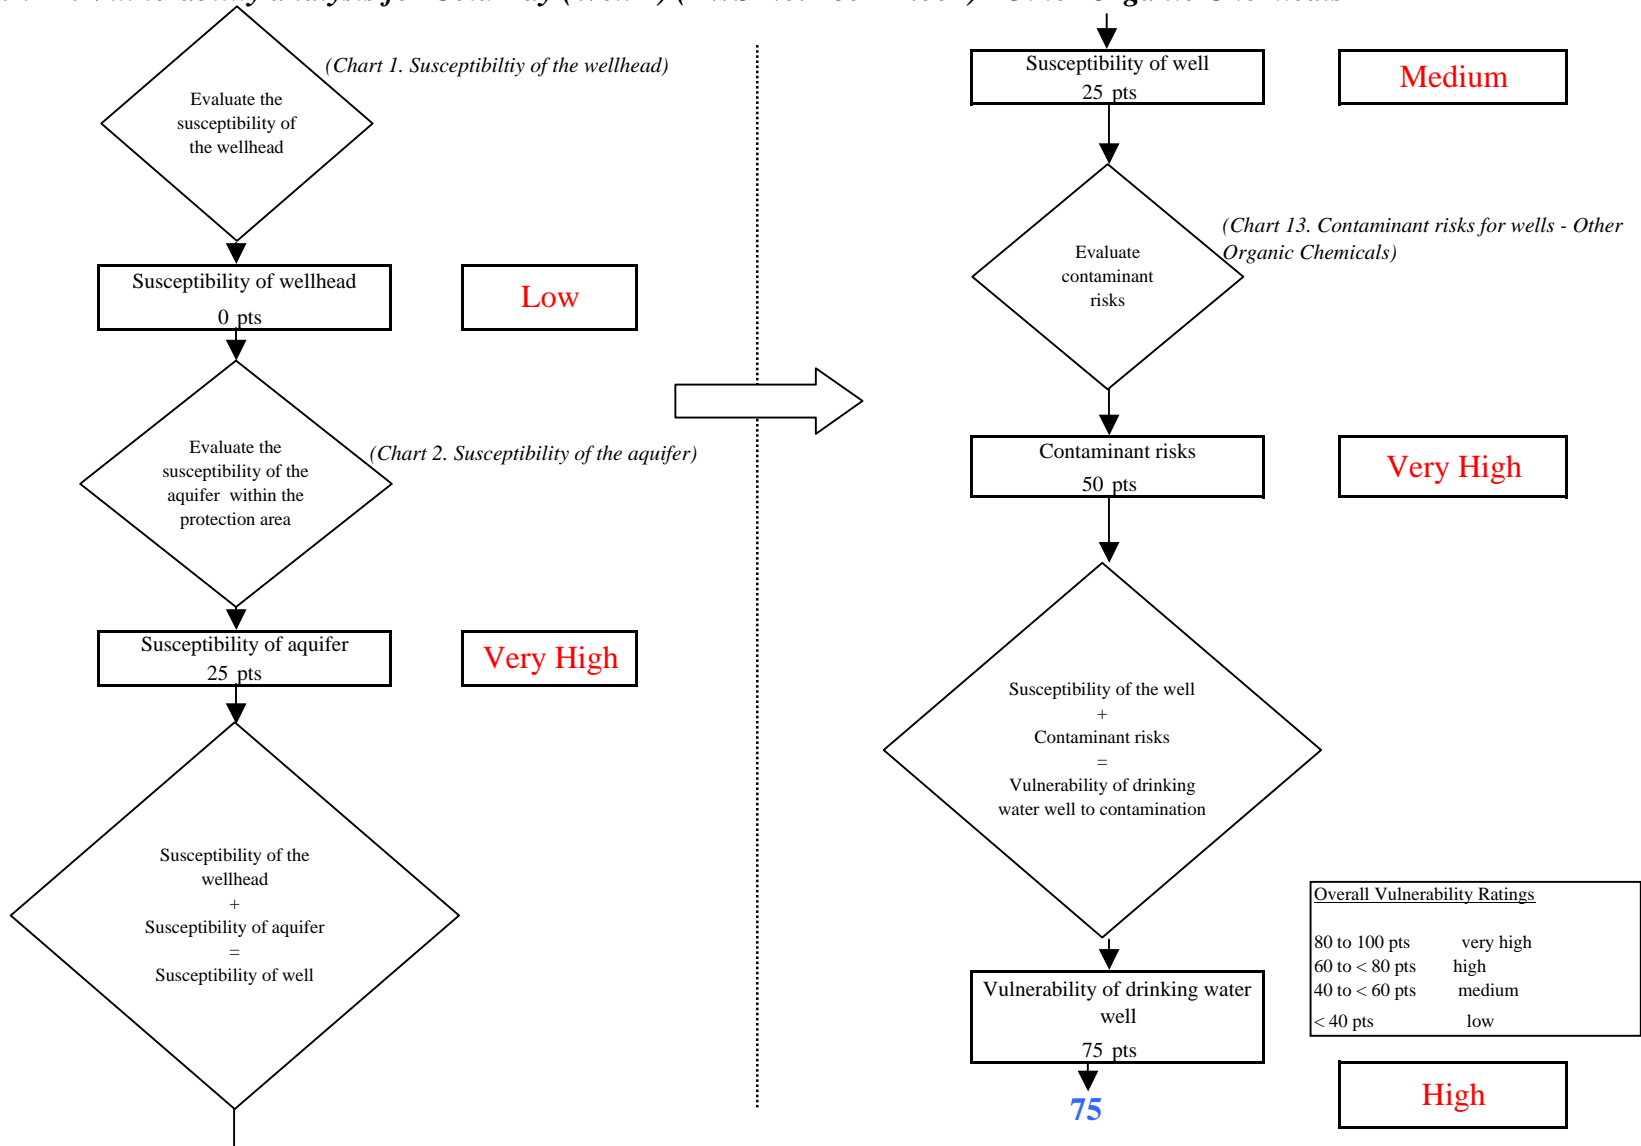 Other Organic Chemicals
(Chart 1. Susceptibiltiy of the wellhead)
Evaluate the
susceptibility of
the wellhead
Susceptibility of wellhead
0 pts
Low
Evaluate the
susceptibility of the
aquifer within the
protection area
(Chart 2. Susceptibility of the aquifer)
Susceptibility of aquifer
25 pts
Very High
Susceptibility of the
wellhead
+
Susceptibility of aquifer
=
Susceptibility of well
Susceptibility of well
25 pts
Medium
(Chart 13. Contaminant risks for wells - Other
Organic Chemicals)
Evaluate
contaminant
risks
Contaminant risks
50 pts
Very High
Susceptibility of the well
+
Contaminant risks
=
Vulnerability of drinking
water well to contamination
Overall Vulnerability Ratings
80 to 100 pts very high
60 to < 80 pts high
40 to < 60 pts medium
< 40 pts low
Vulnerability of drinking water
well
75 pts
75
High